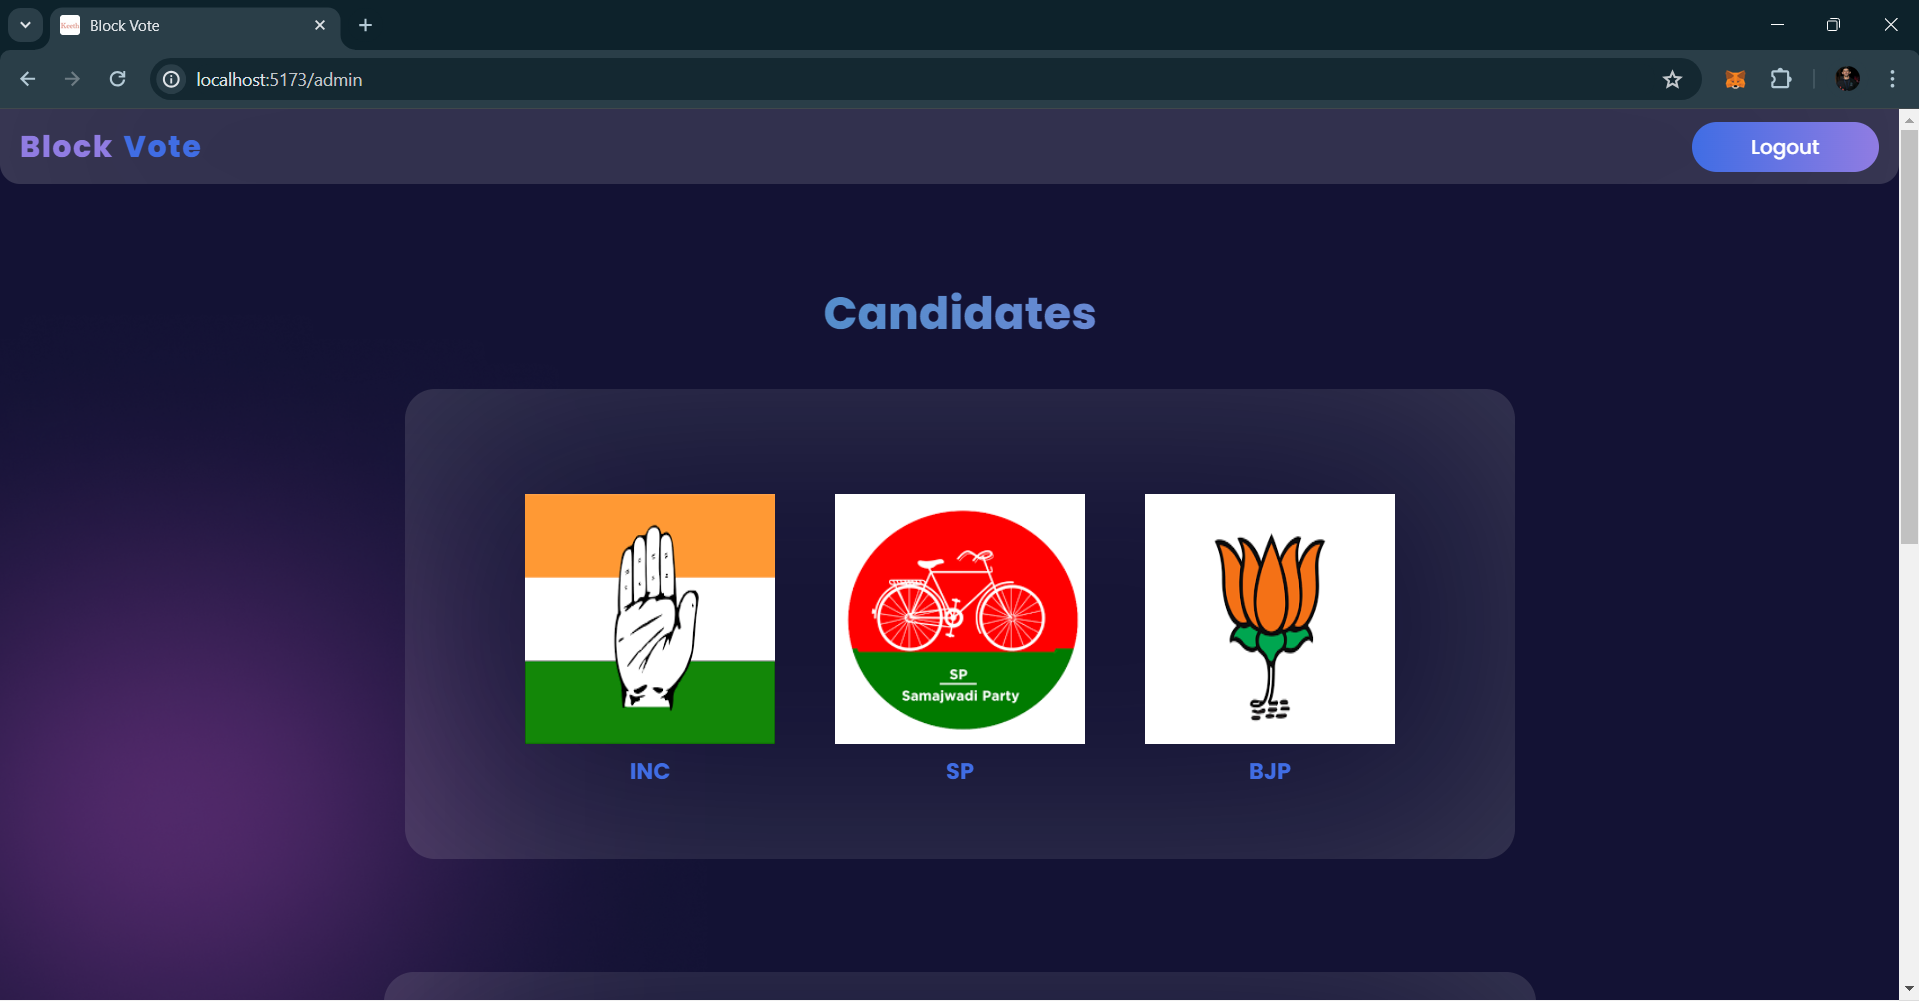 Block Vote
localhost:5173/admin
Block Vote
Logout
Candidates
SP
Samajwadi Party
INC
SP
BJP